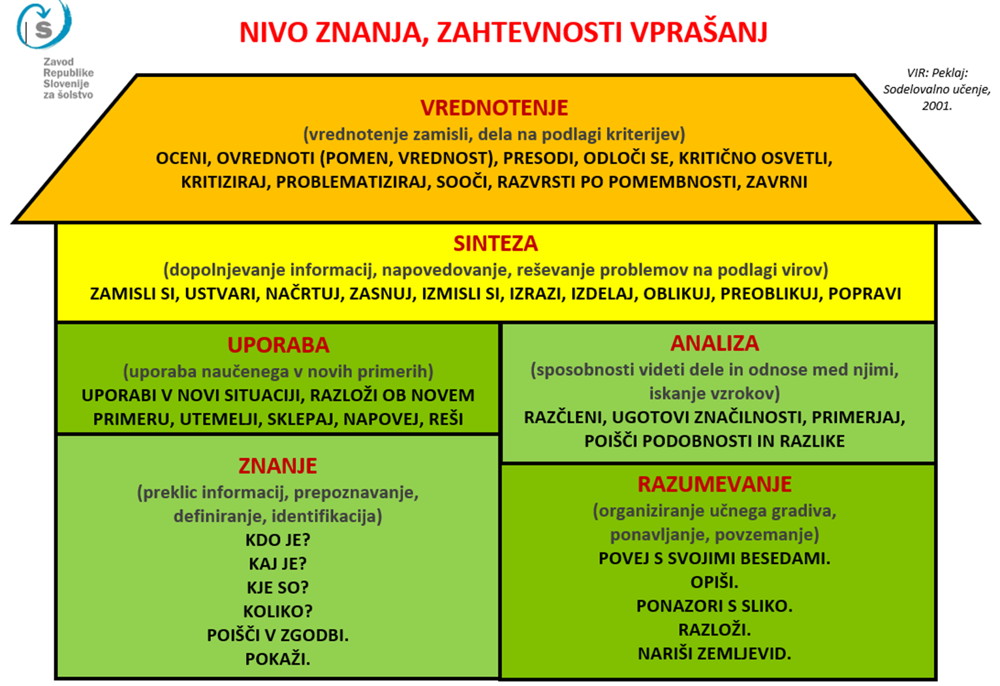 Š
Zavod
Republike
Slovenije
za šolstvo
NIVO ZNANJA, ZAHTEVNOSTI VPRAŠANJ
VIR: Peklaj:
Sodelovalno učenje,
2001.
VREDNOTENJE
(vrednotenje zamisli, dela na podlagi kriterijev)
OCENI, OVREDNOTI (POMEN, VREDNOST), PRESODI, ODLOČI SE, KRITIČNO OSVETLI,
KRITIZIRAJ, PROBLEMATIZIRAJ, SOOČI, RAZVRSTI PO POMEMBNOSTI, ZAVRNI
SINTEZA
(dopolnjevanje informacij, napovedovanje, reševanje problemov na podlagi virov)
ZAMISLI SI, USTVARI, NAČRTUJ, ZASNUJ, IZMISLI SI, IZRAZI, IZDELAJ, OBLIKUJ, PREOBLIKUJ, POPRAVI
UPORABA
(uporaba naučenega v novih primerih)
UPORABI V NOVI SITUACIJI, RAZLOŽI OB NOVEM
PRIMERU, UTEMELJI, SKLEPAJ, NAPOVEJ, REŠI
ANALIZA
(sposobnosti videti dele in odnose med njimi,
iskanje vzrokov)
RAZČLENI, UGOTOVI ZNAČILNOSTI, PRIMERJAJ,
POIŠČI PODOBNOSTI IN RAZLIKE
ZNANJE
(preklic informacij, prepoznavanje,
definiranje, identifikacija)
KDO JE?
KAJ JE?
KJE SO?
KOLIKO?
POIŠČI V ZGODBI.
POKAŽI.
RAZUMEVANJE
(organiziranje učnega gradiva,
ponavljanje, povzemanje)
POVEJ S SVOJIMI BESEDAMI.
OPIŠI.
PONAZORI S SLIKO.
RAZLOŽI.
NARIŠI ZEMLJEVID.